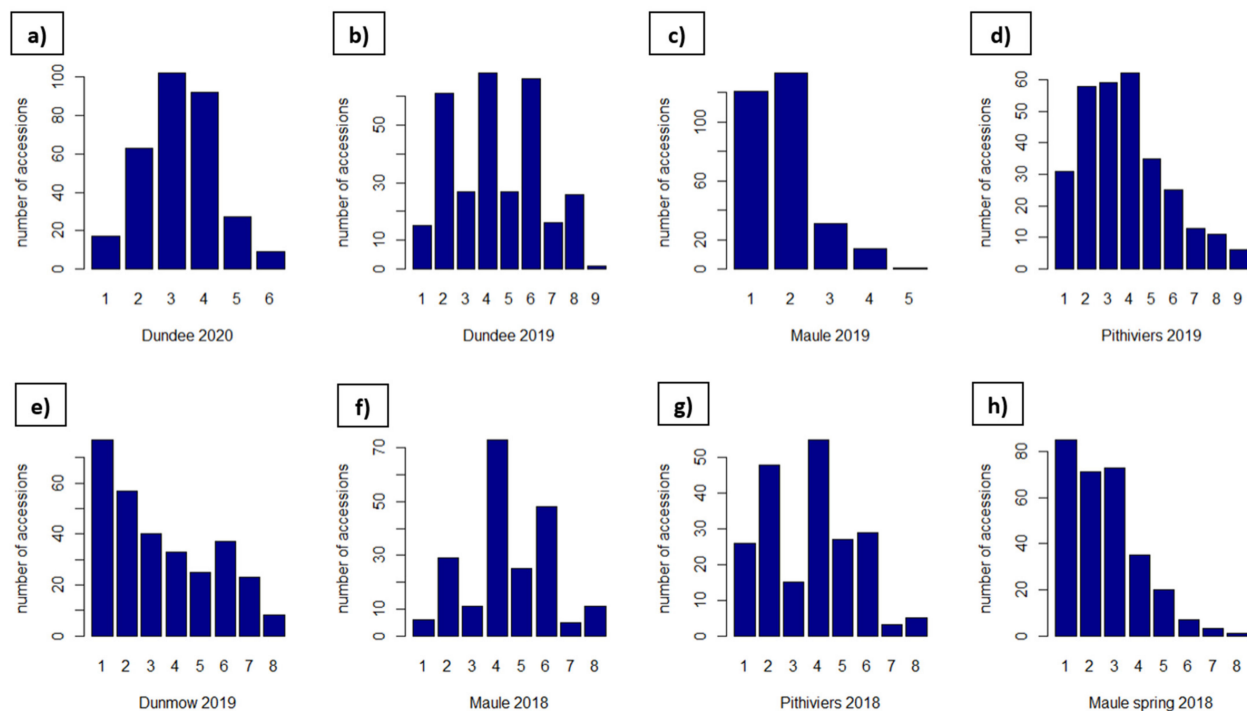 a)
number of accessions
0 20 40 60 80 100
1 2 3 4 5 6
Dundee 2020
b)
number of accessions
0 10 30 50
1 2 3 4 5 6 7 8 9
Dundee 2019
c)
number of accessions
0 20 60 100
1 2 3 4 5
Maule 2019
d)
number of accessions
0 10 20 30 40 50 60
1 2 3 4 5 6 7 8 9
Pithiviers 2019
e)
number of accessions
0 20 40 60
1 2 3 4 5 6 7 8
Dunmow 2019
f)
number of accessions
0 10 30 50 70
1 2 3 4 5 6 7 8
Maule 2018
g)
number of accessions
0 10 20 30 40 50
1 2 3 4 5 6 7 8
Pithiviers 2018
h)
number of accessions
0 20 40 60 80
1 2 3 4 5 6 7 8
Maule spring 2018